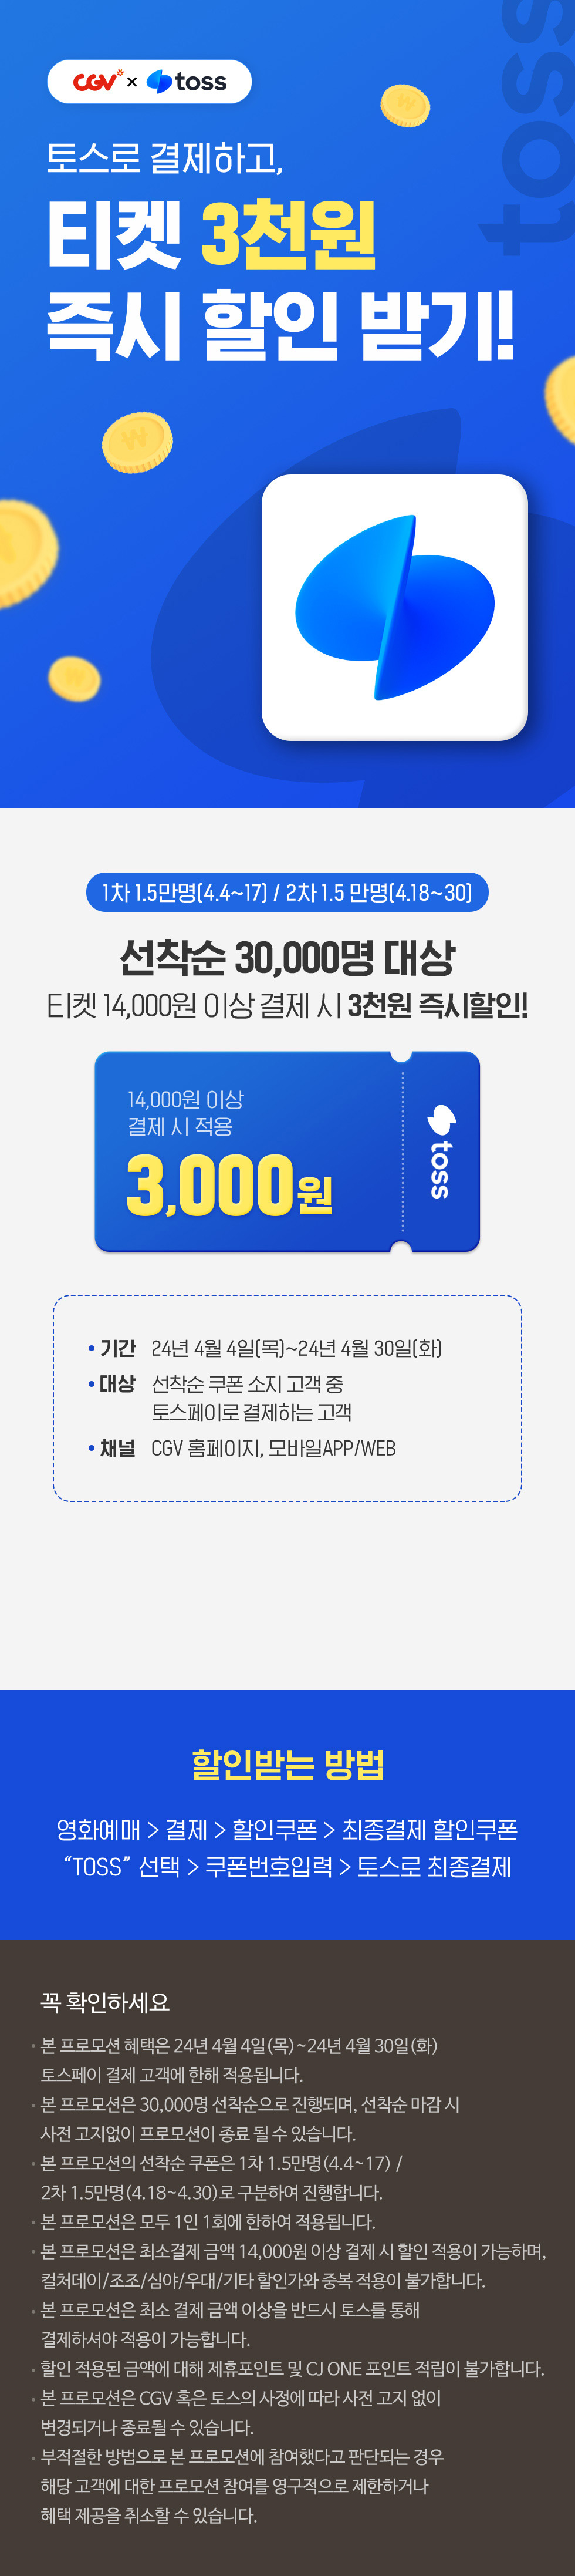 CGV × toss
toss
토스로 결제하고,
티켓 3천원
즉시 할인 받기!
1차 1.5만명(4.4~17) / 2차 1.5 만명(4.18~30)
선착순 30,000명 대상
티켓 14,000원 이상 결제 시 3천원 즉시할인!
14,000원 이상
결제 시 적용
3,000원
toss
• 기간 24년 4월 4일(목)~24년 4월 30일(화)
• 대상 선착순 쿠폰 소지 고객 중
토스페이로 결제하는 고객
• 채널 CGV 홈페이지, 모바일APP/WEB
할인받는 방법
영화예매 > 결제 > 할인쿠폰 > 최종결제 할인쿠폰
“TOSS” 선택 > 쿠폰번호입력 > 토스로 최종결제
꼭 확인하세요
• 본 프로모션 혜택은 24년 4월 4일(목)~24년 4월 30일(화)
토스페이 결제 고객에 한해 적용됩니다.
• 본 프로모션은 30,000명 선착순으로 진행되며, 선착순 마감 시
사전 고지없이 프로모션이 종료 될 수 있습니다.
• 본 프로모션의 선착순 쿠폰은 1차 1.5만명(4.4~17) /
2차 1.5만명(4.18~4.30)로 구분하여 진행합니다.
• 본 프로모션은 모두 1인 1회에 한하여 적용됩니다.
• 본 프로모션은 최소결제 금액 14,000원 이상 결제 시 할인 적용이 가능하며,
컬처데이/조조/심야/우대/기타 할인가와 중복 적용이 불가합니다.
• 본 프로모션은 최소 결제 금액 이상을 반드시 토스를 통해
결제하셔야 적용이 가능합니다.
• 할인 적용된 금액에 대해 제휴포인트 및 CJ ONE 포인트 적립이 불가합니다.
• 본 프로모션은 CGV 혹은 토스의 사정에 따라 사전 고지 없이
변경되거나 종료될 수 있습니다.
• 부적절한 방법으로 본 프로모션에 참여했다고 판단되는 경우
해당 고객에 대한 프로모션 참여를 영구적으로 제한하거나
혜택 제공을 취소할 수 있습니다.